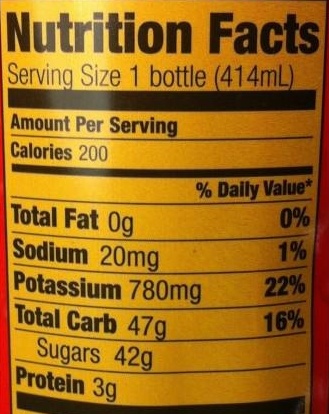 Nutrition Facts
Serving Size 1 bottle (414mL)
Amount Per Serving
Calories 200
% Daily Value*
Total Fat 0g 0%
Sodium 20mg 1%
Potassium 780mg 22%
Total Carb 47g 16%
Sugars 42g
Protein 3g